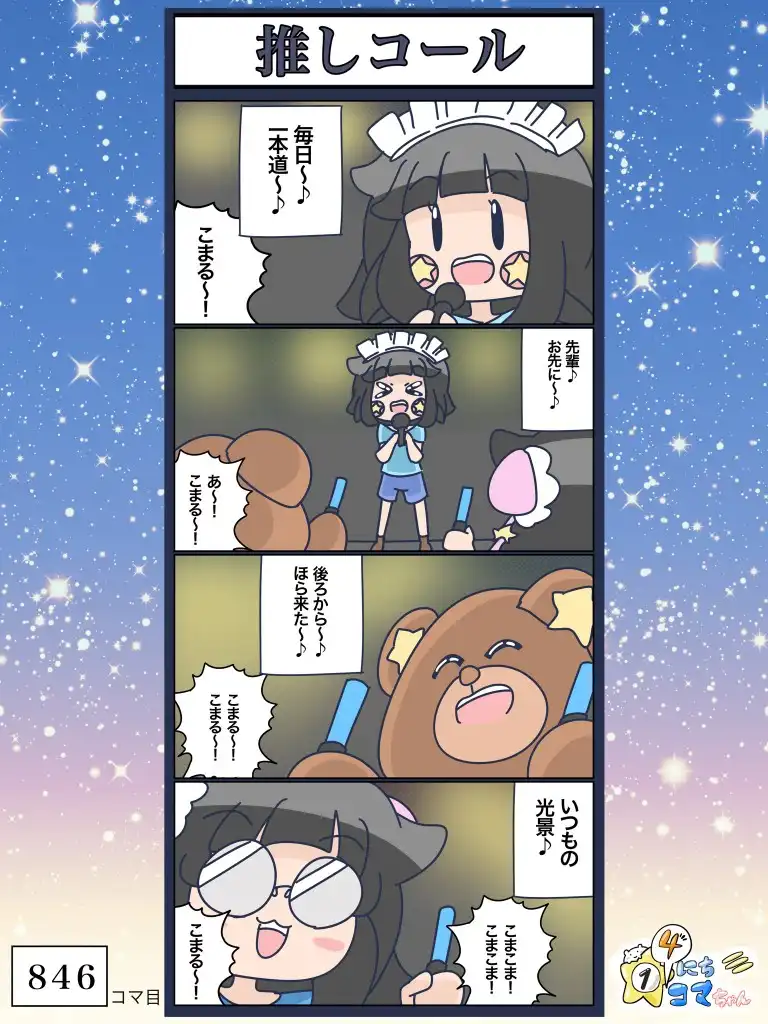 推しコール
毎日～♪
一本道～♪
こまる～！
先輩♪
お先に～♪
あ～！
こまる～！
後ろから～♪
ほら来た～♪
こまる～！
こまる～！
いつもの
光景♪
こまこま！
こまこま！
こまる～！
846
コマ目
1
にち
4
コマちゃん